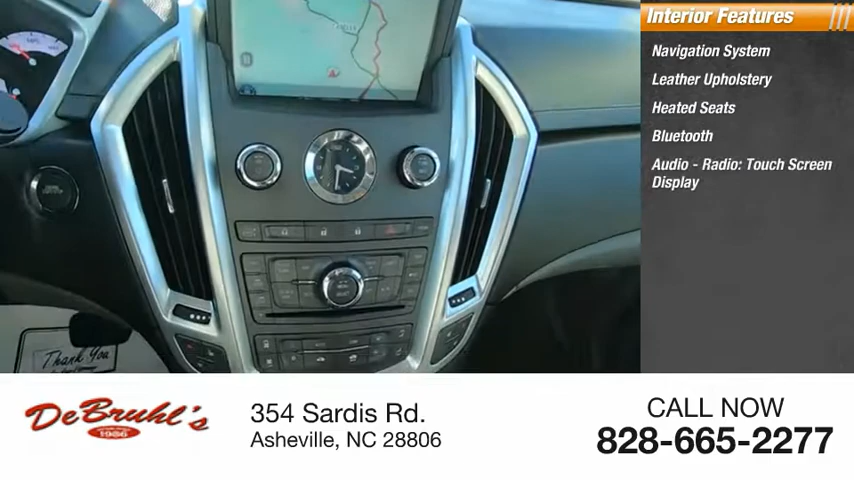 Interior Features
Navigation System
Leather Upholstery
Heated Seats
Bluetooth
Audio - Radio: Touch Screen
Display
Thank You
DeBruhl's
1986
354 Sardis Rd.
Asheville, NC 28806
CALL NOW
828-665-2277